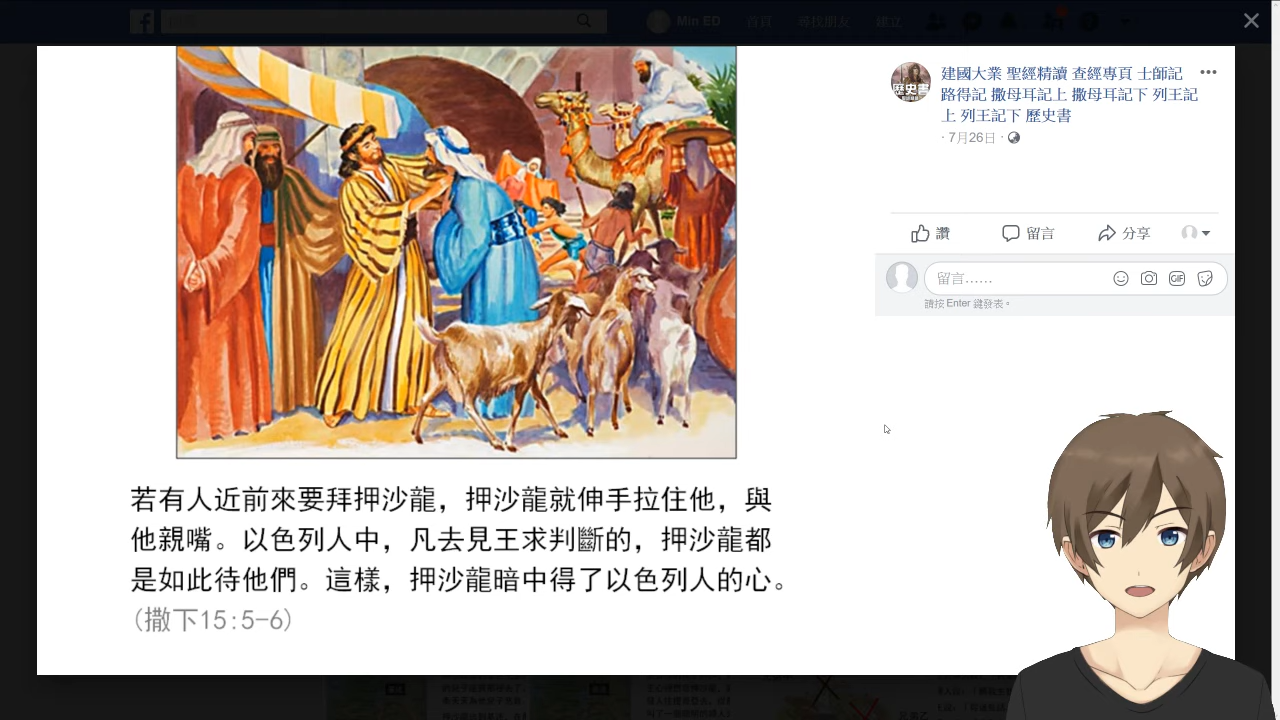 Min ED
首頁
尋找朋友
建立
若有人近前來要拜押沙龍，押沙龍就伸手拉住他，與
他親嘴。以色列人中，凡去見王求判斷的，押沙龍都
是如此待他們。這樣，押沙龍暗中得了以色列人的心。
(撒下15:5-6)
歷史書
建國大業 聖經精讀 查經專頁 士師記
路得記 撒母耳記上 撒母耳記下 列王記
上 列王記下 歷史書
· 7月26日 ·
讚
留言
分享
留言……
GIF
請按 Enter 鍵發表。